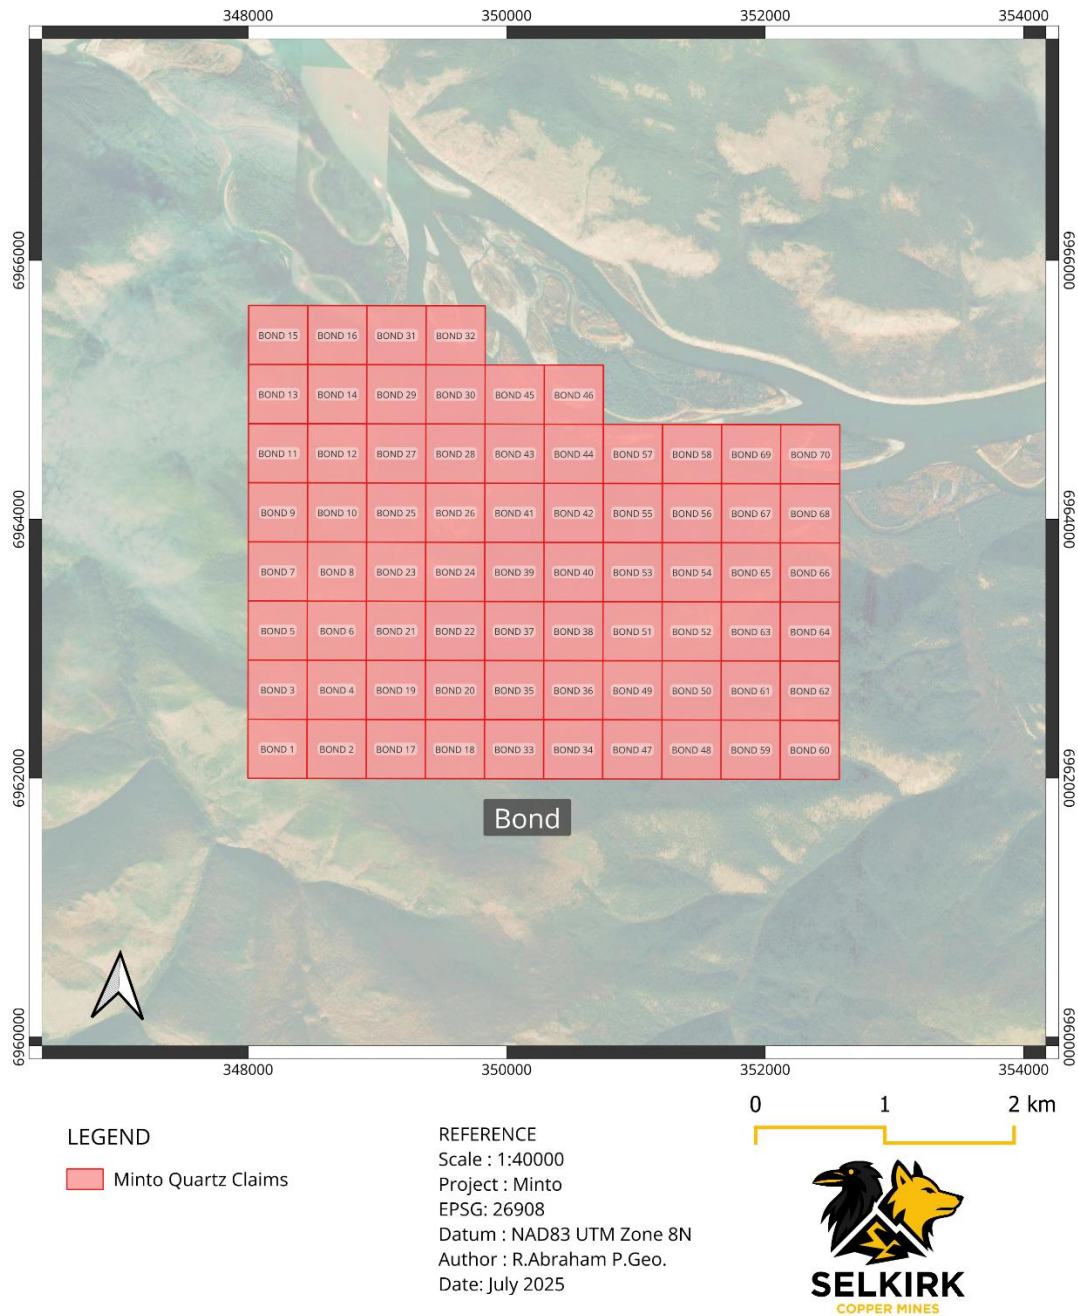 348000 350000 352000 354000
6966000 6966000
BOND 15 BOND 16 BOND 31 BOND 32
BOND 13 BOND 14 BOND 29 BOND 30 BOND 45 BOND 46
BOND 11 BOND 12 BOND 27 BOND 28 BOND 43 BOND 44 BOND 57 BOND 58 BOND 69 BOND 70
6964000 6964000
BOND 9 BOND 10 BOND 25 BOND 26 BOND 41 BOND 42 BOND 55 BOND 56 BOND 67 BOND 68
BOND 7 BOND 8 BOND 23 BOND 24 BOND 39 BOND 40 BOND 53 BOND 54 BOND 65 BOND 66
BOND 5 BOND 6 BOND 21 BOND 22 BOND 37 BOND 38 BOND 51 BOND 52 BOND 63 BOND 64
BOND 3 BOND 4 BOND 19 BOND 20 BOND 35 BOND 36 BOND 49 BOND 50 BOND 61 BOND 62
BOND 1 BOND 2 BOND 17 BOND 18 BOND 33 BOND 34 BOND 47 BOND 48 BOND 59 BOND 60
6962000 6962000
Bond
6960000 6960000
348000 350000 352000 354000
0 1 2 km
LEGEND
Minto Quartz Claims
REFERENCE
Scale : 1:40000
Project : Minto
EPSG: 26908
Datum : NAD83 UTM Zone 8N
Author : R.Abraham P.Geo.
Date: July 2025
SELKIRK
COPPER MINES